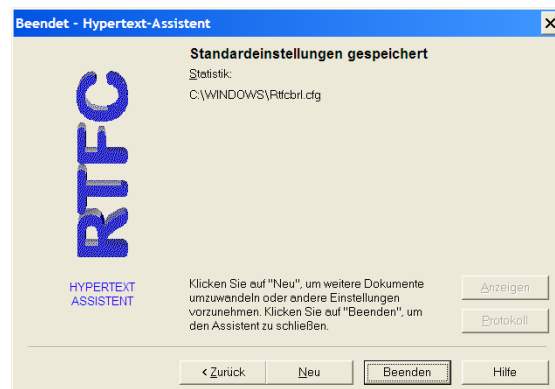 Beendet - Hypertext-Assistent
Standardeinstellungen gespeichert
Statistik:
C:\WINDOWS\Rtfcbrl.cfg
RTFC
HYPERTEXT
ASSISTENT
Klicken Sie auf "Neu", um weitere Dokumente
umzuwandeln oder andere Einstellungen
vorzunehmen. Klicken Sie auf "Beenden", um
den Assistent zu schließen.
Anzeigen
Protokoll
< Zurück
Neu
Beenden
Hilfe